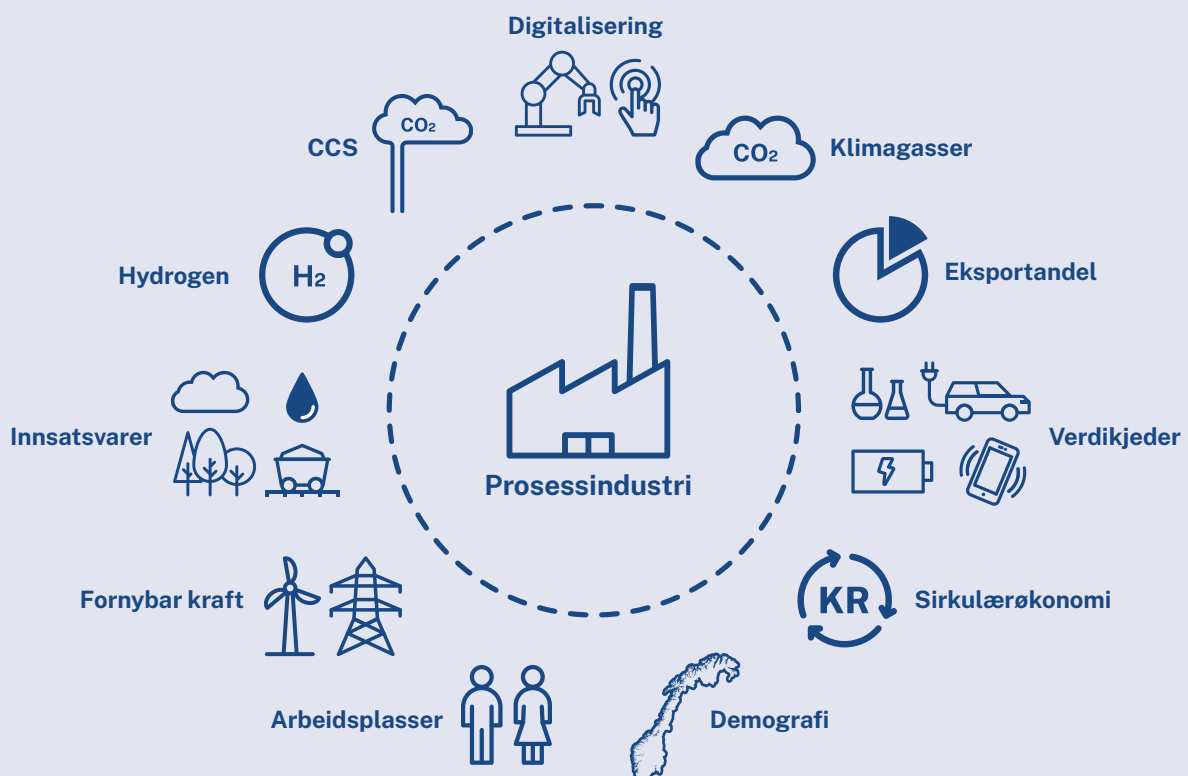 Digitalisering
CCS
CO₂
CO₂
Klimagasser
Hydrogen
H₂
Eksportandel
Innsatsvarer
Verdikjeder
Prosessindustri
Fornybar kraft
KR
Sirkulærøkonomi
Arbeidsplasser
Demografi